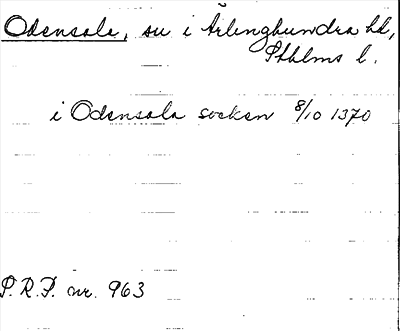 Odensala, sn i Ärlinghundra hd,
Sthlms l.
i Odensala socken 8/10 1370
P.R.P. nr. 963